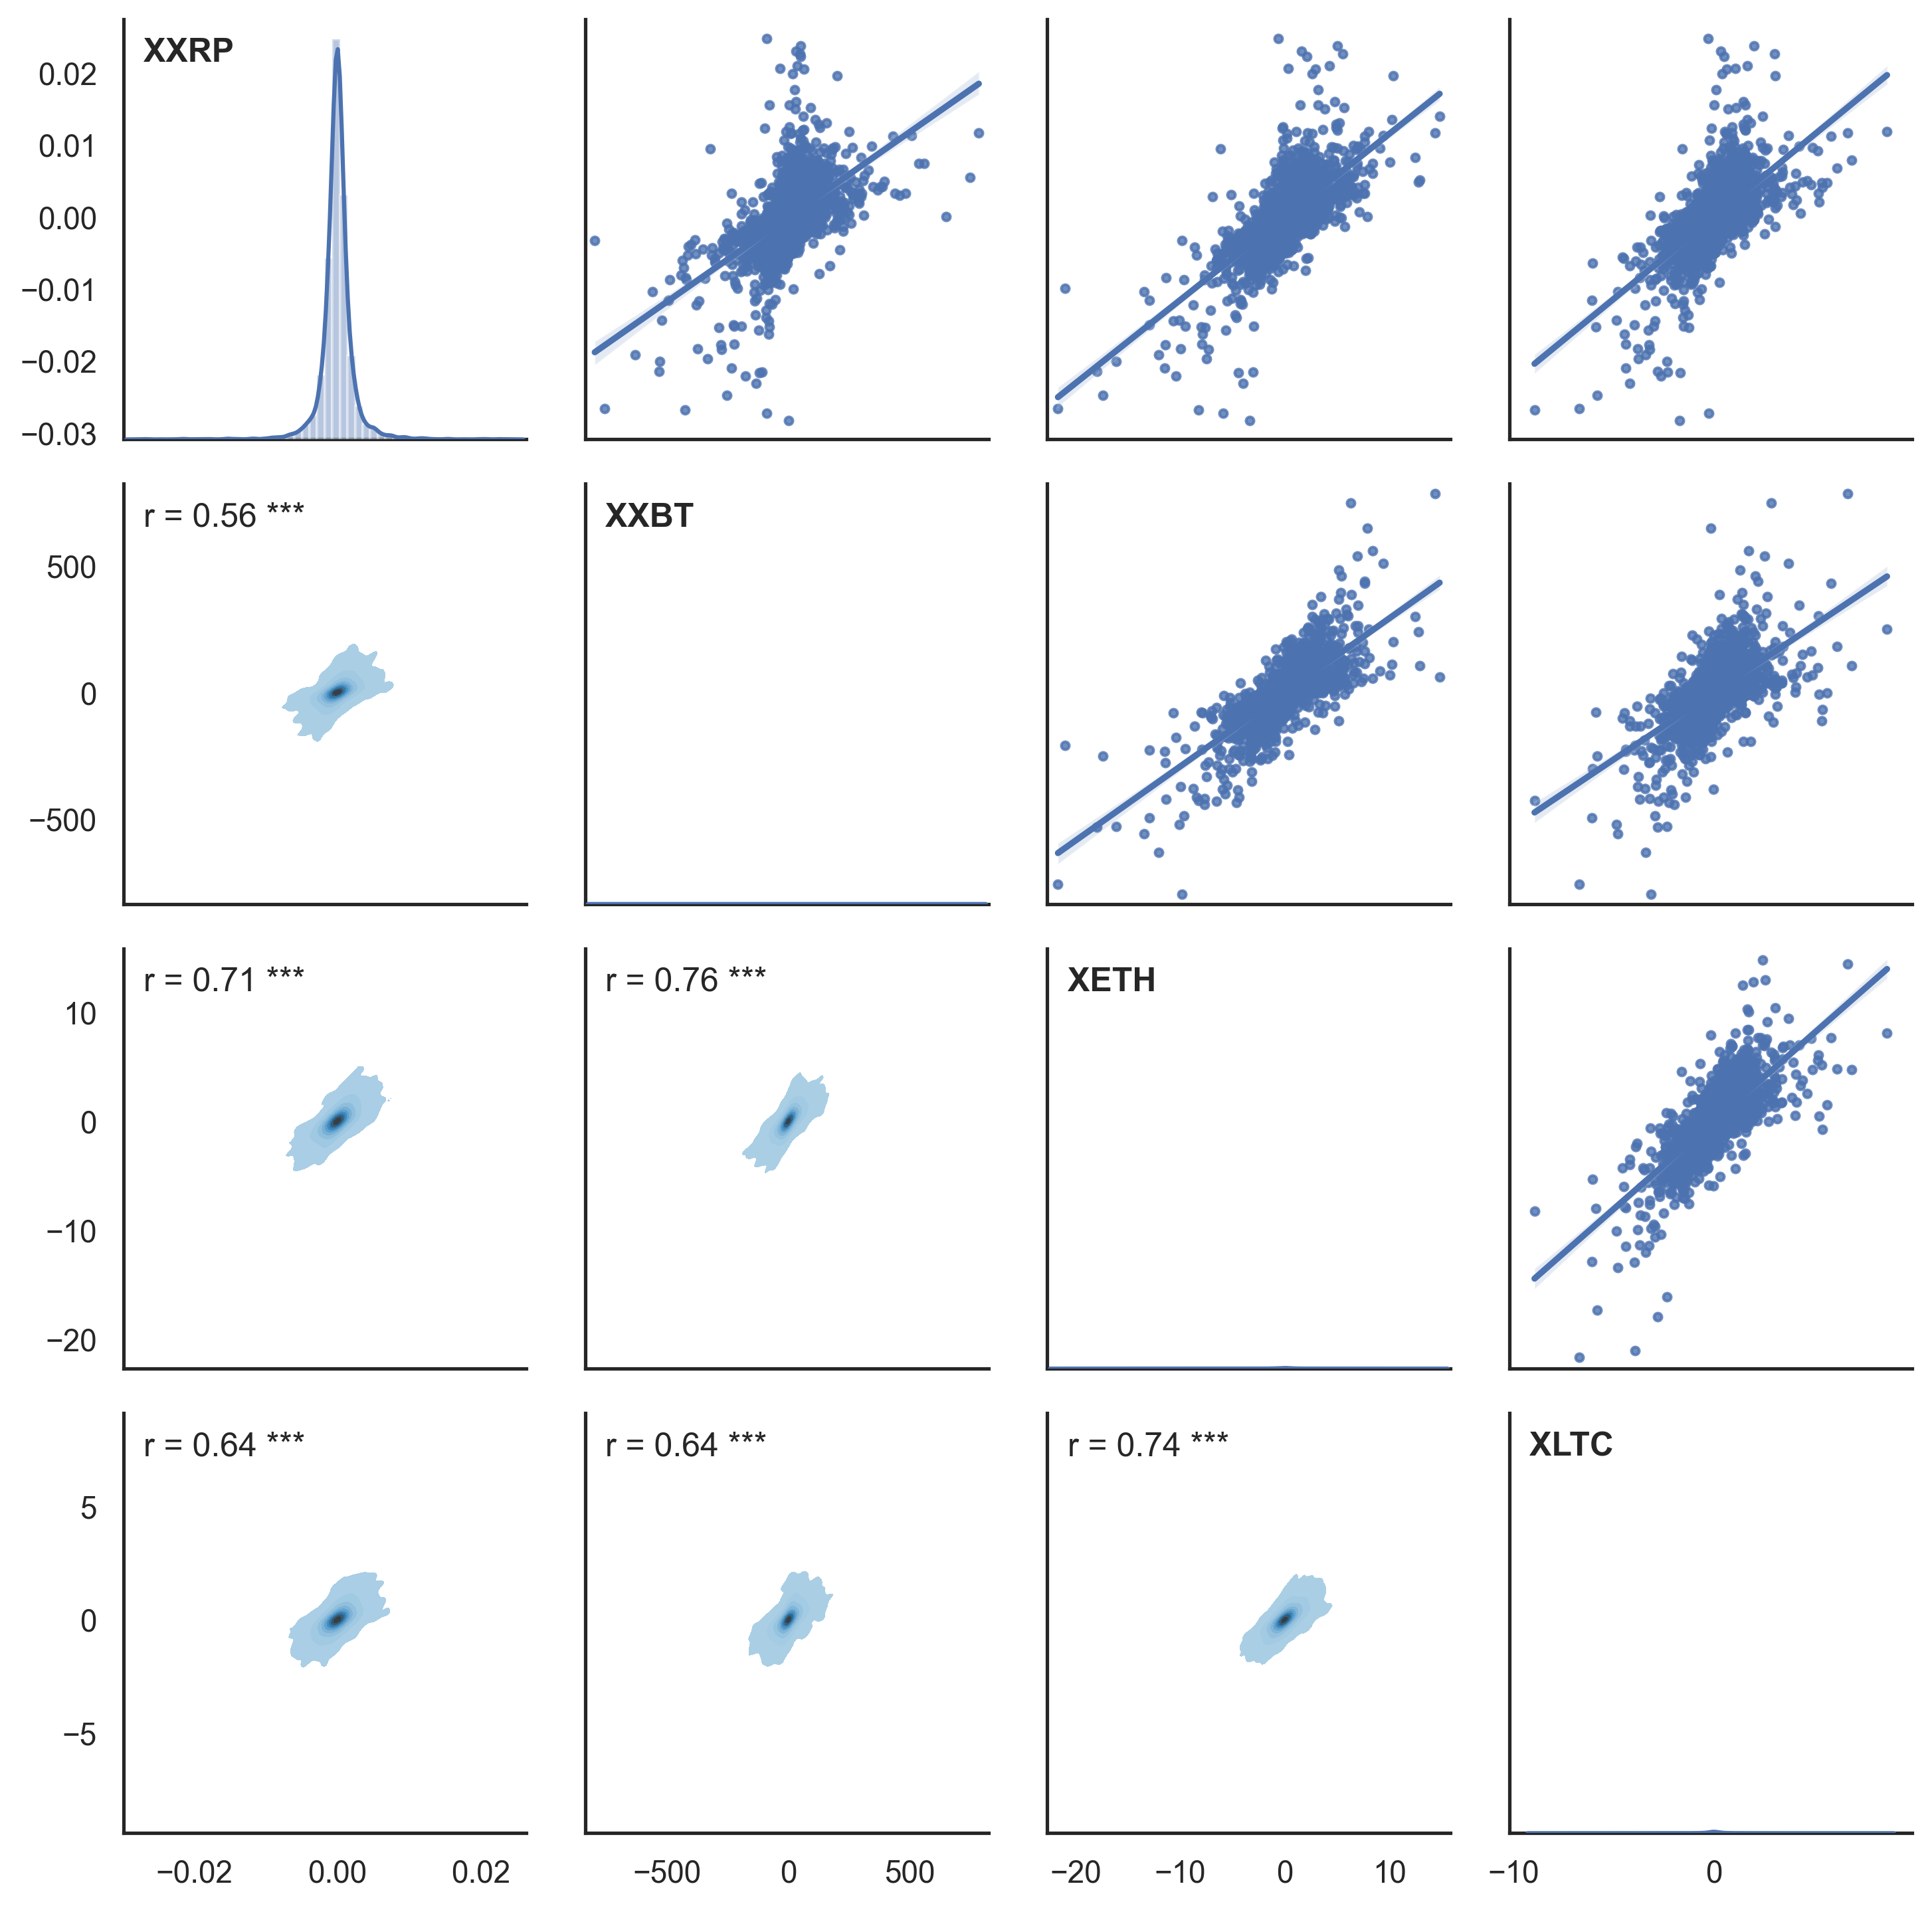 XXRP
0.02
0.01
0.00
−0.01
−0.02
−0.03
r = 0.56 ***
XXBT
500
0
−500
r = 0.71 ***
r = 0.76 ***
XETH
10
0
−10
−20
r = 0.64 ***
r = 0.64 ***
r = 0.74 ***
XLTC
5
0
−5
−0.02 0.00 0.02
−500 0 500
−20 −10 0 10
−10 0